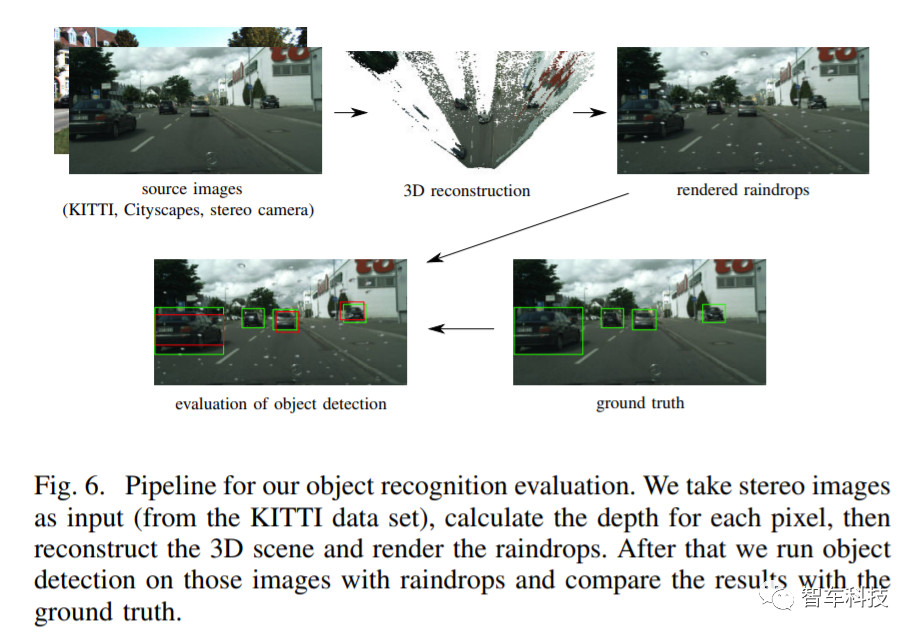 source images
(KITTI, Cityscapes, stereo camera)
3D reconstruction
rendered raindrops
evaluation of object detection
ground truth
Fig. 6. Pipeline for our object recognition evaluation. We take stereo images
as input (from the KITTI data set), calculate the depth for each pixel, then
reconstruct the 3D scene and render the raindrops. After that we run object
detection on those images with raindrops and compare the results with the
ground truth.
智车科技